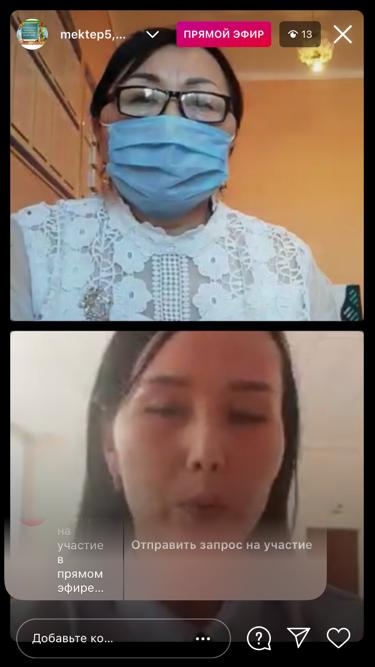 mektep5,...
ПРЯМОЙ ЭФИР
13
на
участие
в
прямом
эфире...
Отправить запрос на участие
Добавьте ко...